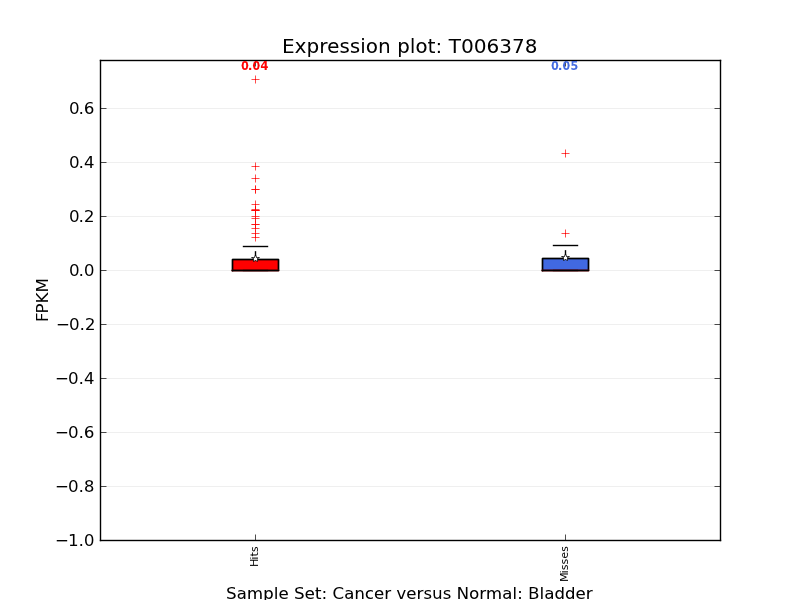 Expression plot: T006378
0.04
0.05
0.6
0.4
0.2
0.0
−0.2
−0.4
−0.6
−0.8
−1.0
FPKM
Hits
Misses
Sample Set: Cancer versus Normal: Bladder